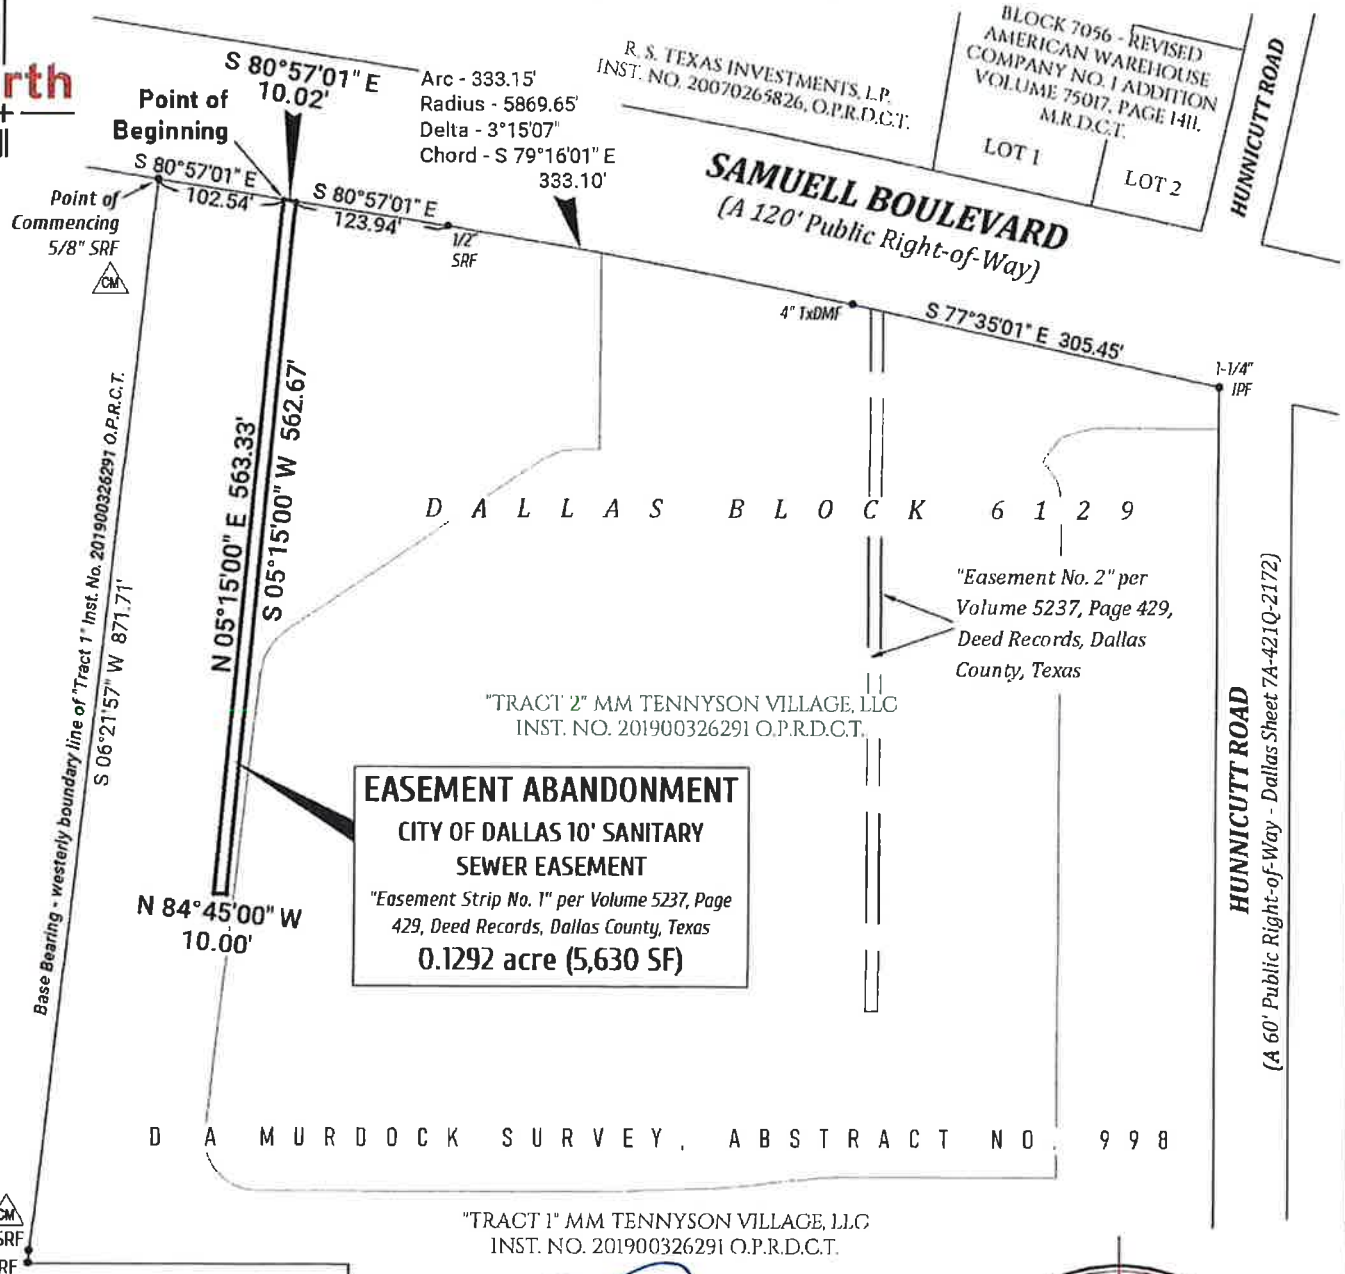 rth
S 80°57'01" E
10.02'
Point of
Beginning
Arc - 333.15'
Radius - 5869.65'
Delta - 3°15'07"
Chord - S 79°16'01" E
333.10'
R. S. TEXAS INVESTMENTS, L.P.
INST. NO. 20070265826, O.P.R.D.C.T.
BLOCK 7056 - REVISED
AMERICAN WAREHOUSE
COMPANY NO. 1 ADDITION
VOLUME 75017, PAGE 1411,
M.R.D.C.T.
LOT 1
LOT 2
HUNNICUTT ROAD
SAMUELL BOULEVARD
(A 120' Public Right-of-Way)
S 80°57'01" E
102.54'
S 80°57'01" E
123.94'
Point of
Commencing
5/8" SRF
CM
1/2"
SRF
4" TxDMF
S 77°35'01" E 305.45'
1-1/4"
IPF
Base Bearing - westerly boundary line of "Tract 1" Inst. No. 201900326291 O.P.R.C.T.
S 06°21'57" W 871.71'
N 05°15'00" E 563.33'
S 05°15'00" W 562.67'
DALLAS BLOCK 6129
"Easement No. 2" per
Volume 5237, Page 429,
Deed Records, Dallas
County, Texas
"TRACT 2" MM TENNYSON VILLAGE, LLC
INST. NO. 201900326291 O.P.R.D.C.T.
EASEMENT ABANDONMENT
CITY OF DALLAS 10' SANITARY
SEWER EASEMENT
"Easement Strip No. 1" per Volume 5237, Page
429, Deed Records, Dallas County, Texas
0.1292 acre (5,630 SF)
N 84°45'00" W
10.00'
HUNNICUTT ROAD
(A 60' Public Right-of-Way - Dallas Sheet 7A-421Q-2172)
D A MURDOCK SURVEY, ABSTRACT NO. 998
CM
SRF
RF
"TRACT 1" MM TENNYSON VILLAGE, LLC
INST. NO. 201900326291 O.P.R.D.C.T.